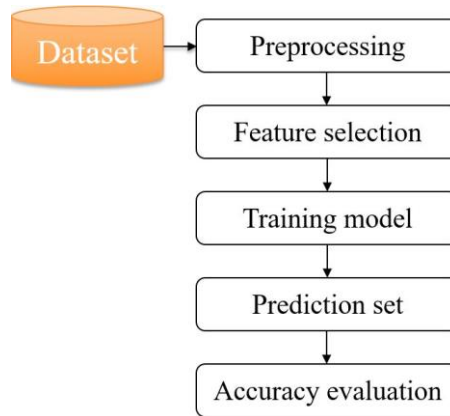 Dataset
Preprocessing
Feature selection
Training model
Prediction set
Accuracy evaluation